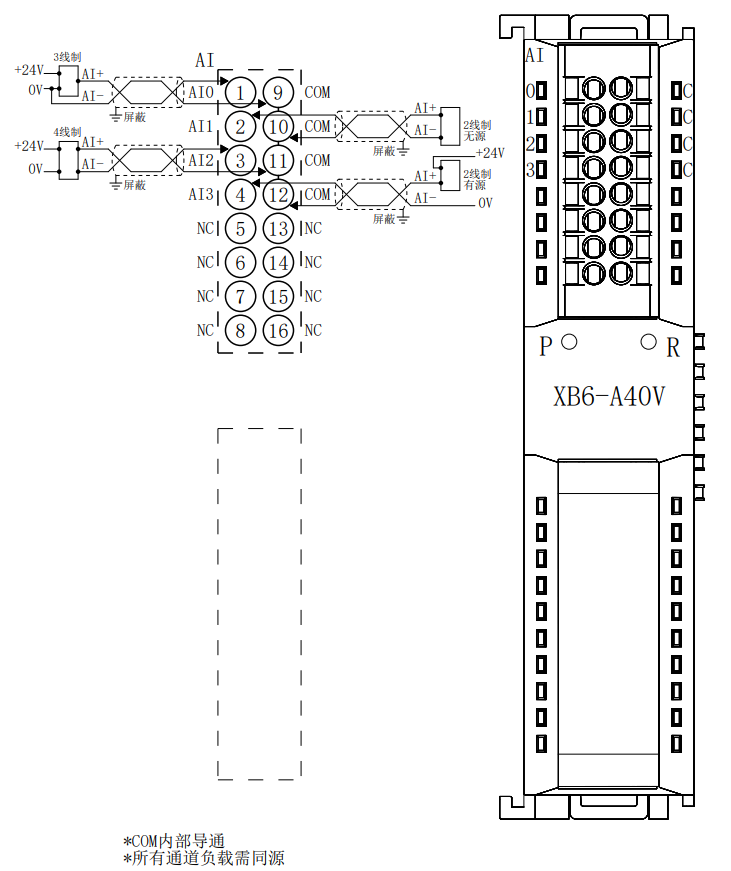 3线制
+24V
0V
AI+
AI−
屏蔽
4线制
+24V
0V
AI+
AI−
屏蔽
AI
AI0 1 9 COM
AI1 2 10 COM
AI2 3 11 COM
AI3 4 12 COM
NC 5 13 NC
NC 6 14 NC
NC 7 15 NC
NC 8 16 NC
AI+
AI−
2线制
无源
屏蔽
+24V
AI+
AI−
2线制
有源
0V
屏蔽
AI
0 C
1 C
2 C
3 C
P R
XB6-A40V
*COM内部导通
*所有通道负载需同源